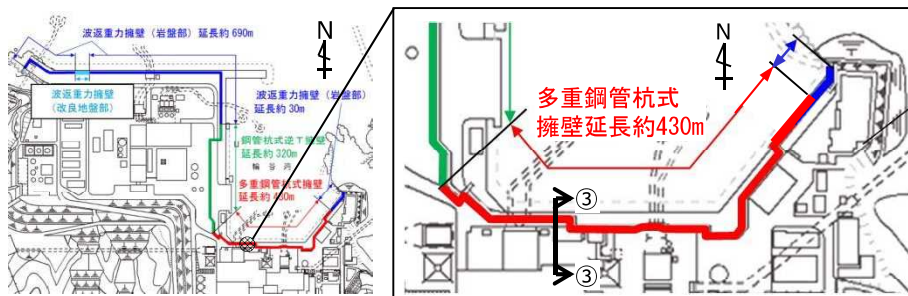 波返重力擁壁（岩盤部）延長約690m
N
波返重力擁壁
（改良地盤部）
波返重力擁壁（岩盤部）
延長約30m
鋼管杭式逆T擁壁
延長約320m
輪谷湾
多重鋼管杭式擁壁
延長約430m
N
多重鋼管杭式
擁壁延長約430m
③
③